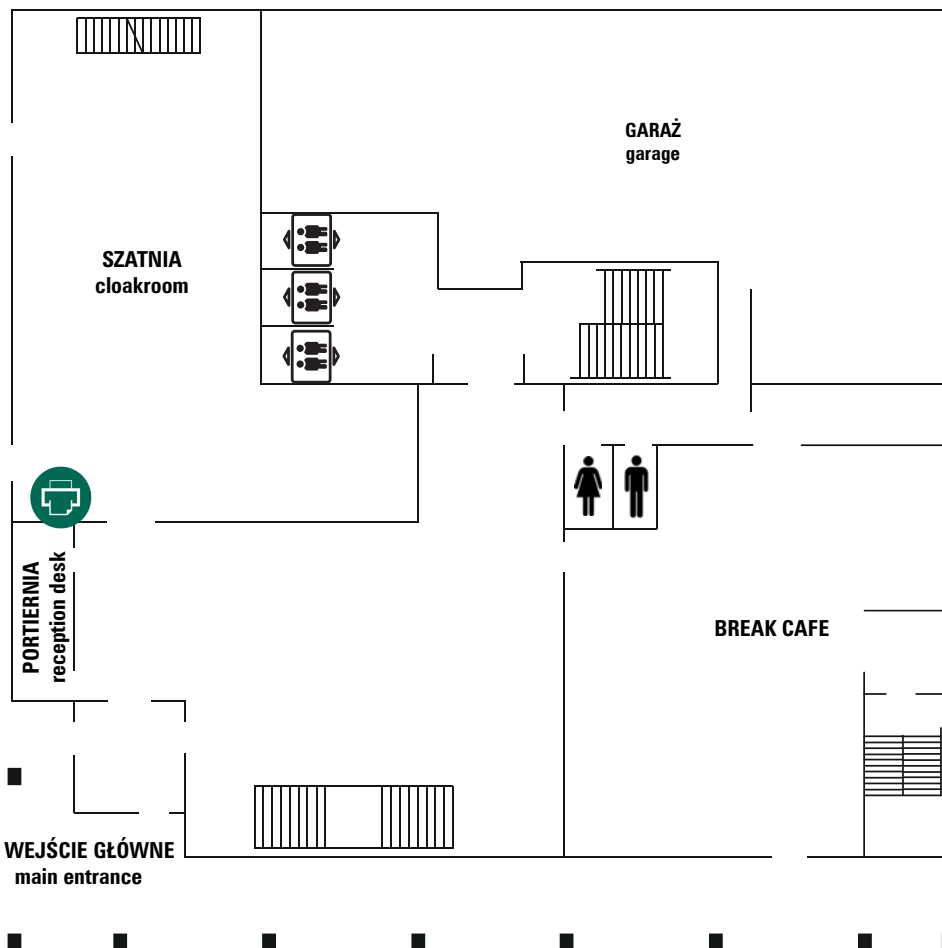 GARAŻ
garage
SZATNIA
cloakroom
PORTIERNIA
reception desk
BREAK CAFE
WEJŚCIE GŁÓWNE
main entrance